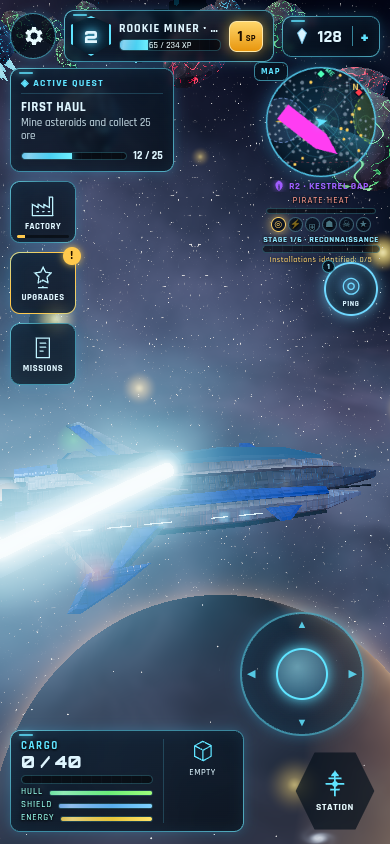 2
ROOKIE MINER · ...
65 / 234 XP
1 SP
128
+
ACTIVE QUEST
FIRST HAUL
Mine asteroids and collect 25
ore
12 / 25
MAP
N
R2 · KESTREL BAR
· PIRATE HEAT
STAGE 1/6 · RECONNAISSANCE
Installations identified: 0/5
FACTORY
!
UPGRADES
MISSIONS
1
PING
CARGO
0 / 40
HULL
SHIELD
ENERGY
EMPTY
STATION